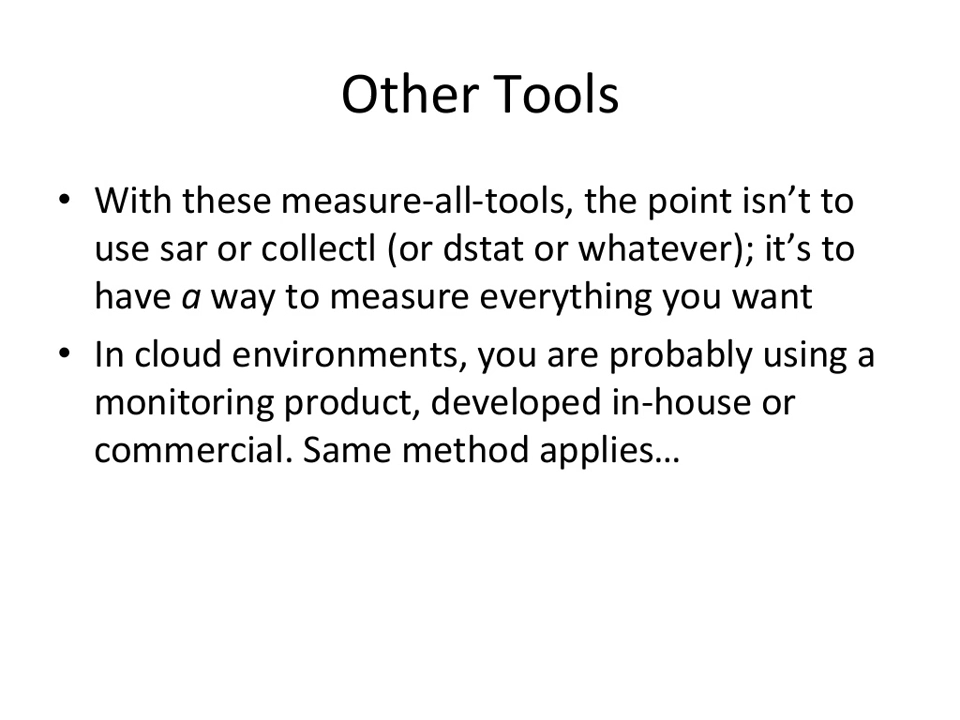 Other Tools
• With these measure-all-tools, the point isn’t to
use sar or collectl (or dstat or whatever); it’s to
have a way to measure everything you want
• In cloud environments, you are probably using a
monitoring product, developed in-house or
commercial. Same method applies…